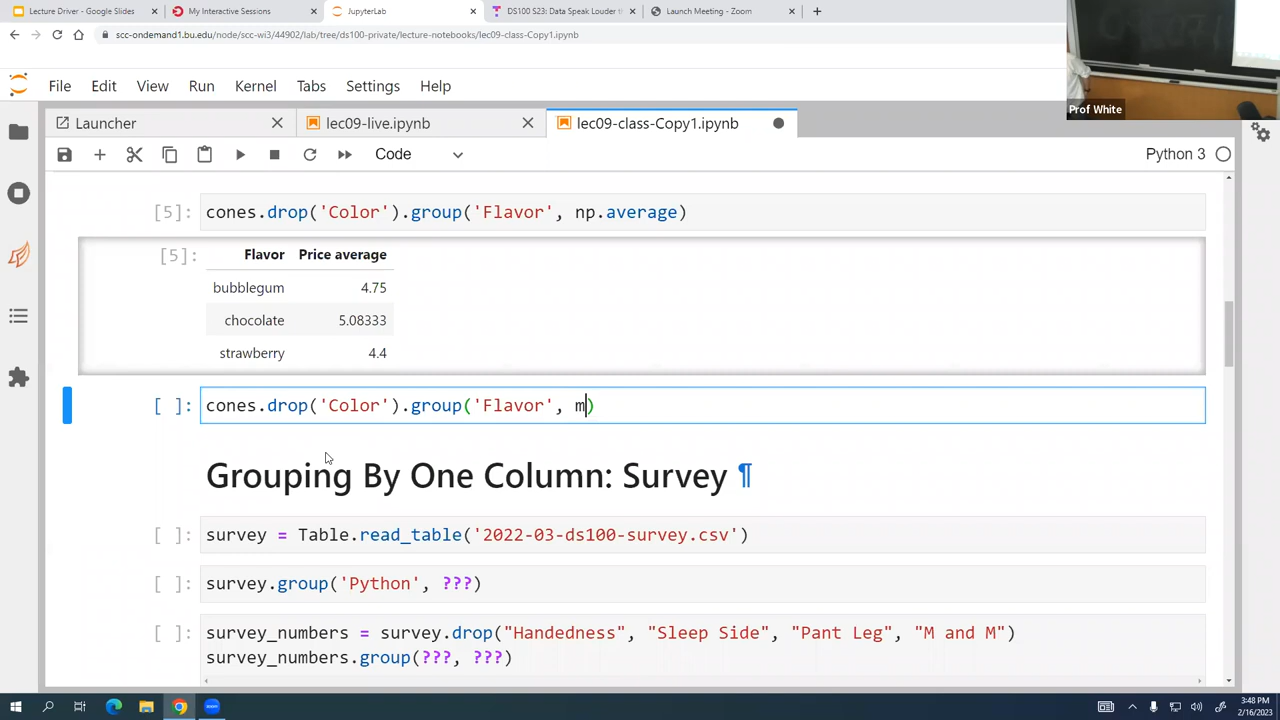 Lecture Driver - Google Slides
My Interactive Sessions
JupyterLab
DS100 S23: Data Speak Louder
Launch Meeting - Zoom
scc-ondemand1.bu.edu/node/scc-wi3/44902/lab/tree/ds100-private/lecture-notebooks/lec09-class-Copy1.ipynb
Prof White
File Edit View Run Kernel Tabs Settings Help
Launcher
lec09-live.ipynb
lec09-class-Copy1.ipynb
Code
Python 3
[5]: cones.drop('Color').group('Flavor', np.average)
[5]: Flavor Price average
bubblegum 4.75
chocolate 5.08333
strawberry 4.4
[ ]: cones.drop('Color').group('Flavor', m)
Grouping By One Column: Survey ¶
[ ]: survey = Table.read_table('2022-03-ds100-survey.csv')
[ ]: survey.group('Python', ???)
[ ]: survey_numbers = survey.drop("Handedness", "Sleep Side", "Pant Leg", "M and M")
survey_numbers.group(???, ???)
3:48 PM
2/16/2023